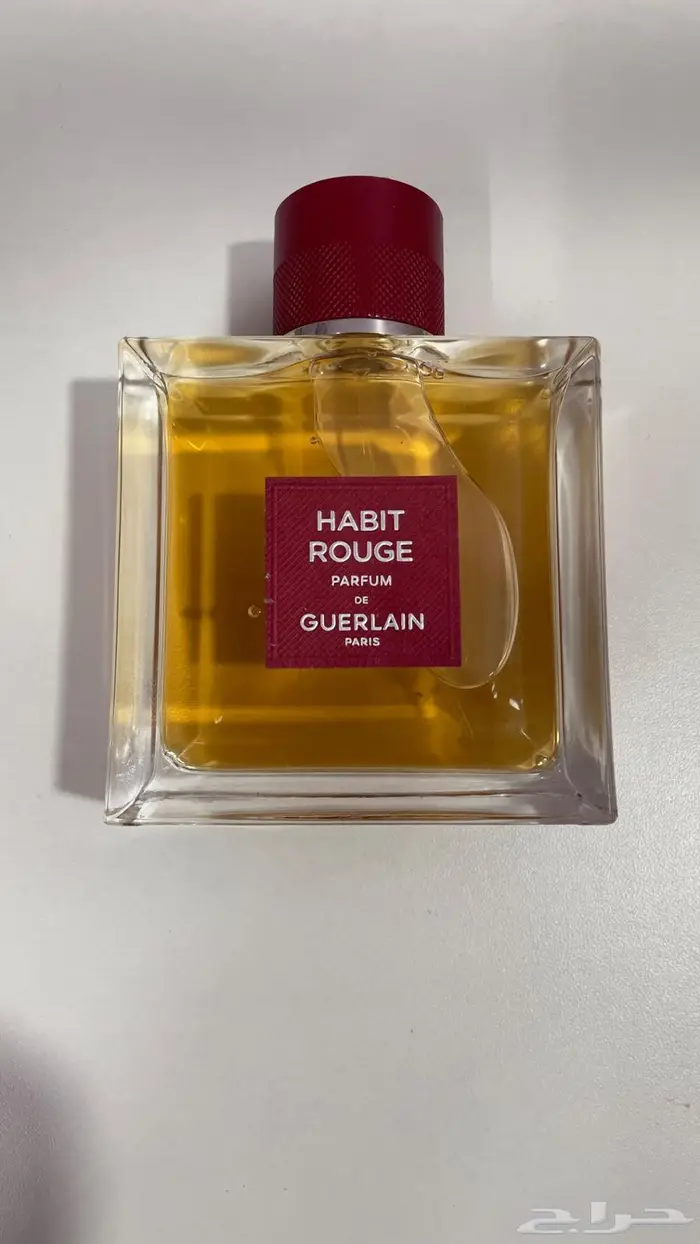 HABIT
ROUGE
PARFUM
DE
GUERLAIN
PARIS
حراج